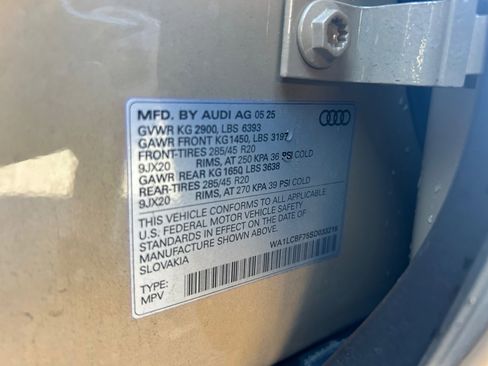 MFD. BY AUDI AG 05 25
GVWR KG 2900, LBS 6393
GAWR FRONT KG1450, LBS 3197
FRONT-TIRES 285/45 R20
9JX20 RIMS, AT 250 KPA 36 PSI COLD
GAWR REAR KG 1650 LBS 3638
REAR-TIRES 285/45 R20
9JX20 RIMS, AT 270 KPA 39 PSI COLD
THIS VEHICLE CONFORMS TO ALL APPLICABLE
U.S. FEDERAL MOTOR VEHICLE SAFETY
STANDARDS IN EFFECT ON THE DATE OF
MANUFACTURE SHOWN ABOVE.
SLOVAKIA
WA1LCBF75SD033216
TYPE:
MPV